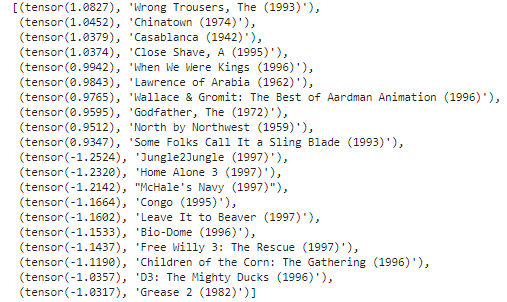 [(tensor(1.0827), 'Wrong Trousers, The (1993)'),
(tensor(1.0452), 'Chinatown (1974)'),
(tensor(1.0379), 'Casablanca (1942)'),
(tensor(1.0374), 'Close Shave, A (1995)'),
(tensor(0.9942), 'When We Were Kings (1996)'),
(tensor(0.9843), 'Lawrence of Arabia (1962)'),
(tensor(0.9765), 'Wallace & Gromit: The Best of Aardman Animation (1996)'),
(tensor(0.9595), 'Godfather, The (1972)'),
(tensor(0.9512), 'North by Northwest (1959)'),
(tensor(0.9347), 'Some Folks Call It a Sling Blade (1993)'),
(tensor(-1.2524), 'Jungle2Jungle (1997)'),
(tensor(-1.2320), 'Home Alone 3 (1997)'),
(tensor(-1.2142), "McHale's Navy (1997)"),
(tensor(-1.1664), 'Congo (1995)'),
(tensor(-1.1602), 'Leave It to Beaver (1997)'),
(tensor(-1.1533), 'Bio-Dome (1996)'),
(tensor(-1.1437), 'Free Willy 3: The Rescue (1997)'),
(tensor(-1.1190), 'Children of the Corn: The Gathering (1996)'),
(tensor(-1.0357), 'D3: The Mighty Ducks (1996)'),
(tensor(-1.0317), 'Grease 2 (1982)')]